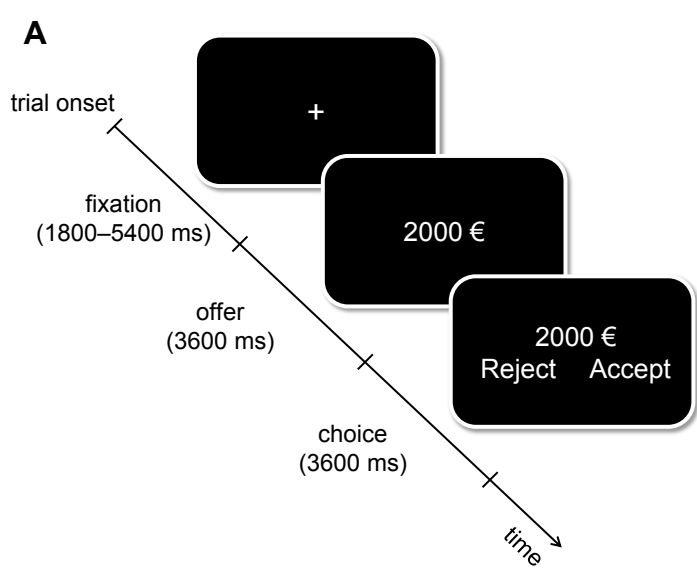 A
trial onset
+
fixation
(1800–5400 ms)
2000 €
offer
(3600 ms)
2000 €
Reject Accept
choice
(3600 ms)
time